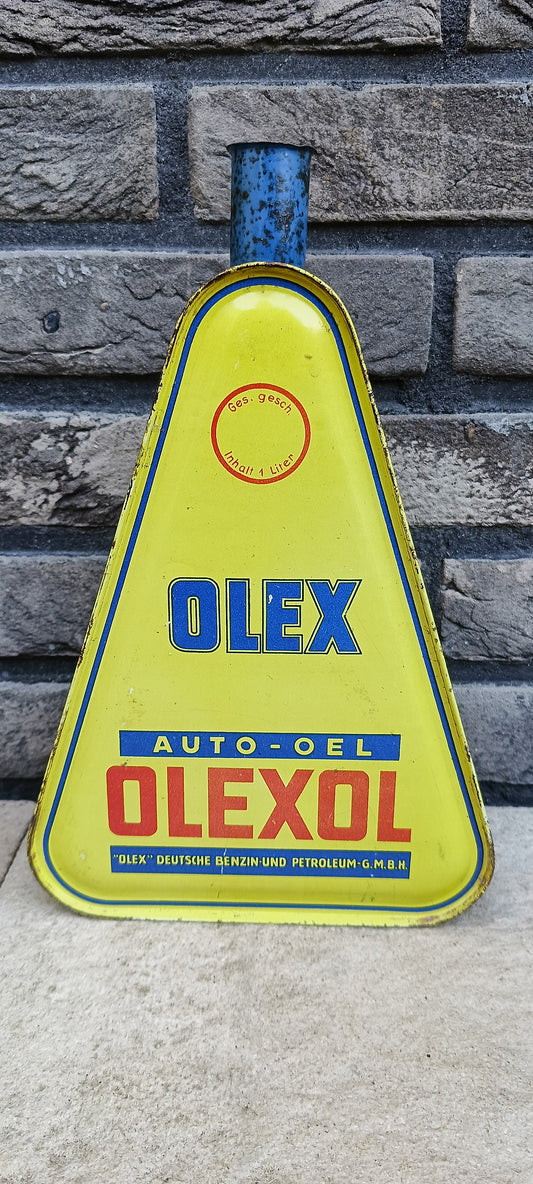 Ges. gesch.
Inhalt 1 Liter
OLEX
AUTO-OEL
OLEXOL
"OLEX" DEUTSCHE BENZIN-UND PETROLEUM-G.M.B.H.